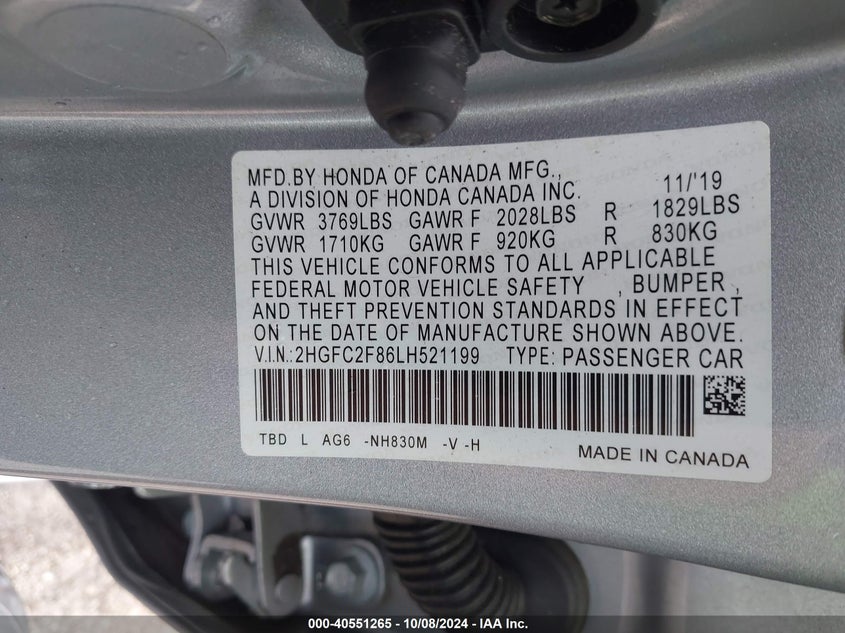 MFD.BY HONDA OF CANADA MFG., 11/'19
A DIVISION OF HONDA CANADA INC.
GVWR 3769LBS GAWR F 2028LBS R 1829LBS
GVWR 1710KG GAWR F 920KG R 830KG
THIS VEHICLE CONFORMS TO ALL APPLICABLE
FEDERAL MOTOR VEHICLE SAFETY , BUMPER ,
AND THEFT PREVENTION STANDARDS IN EFFECT
ON THE DATE OF MANUFACTURE SHOWN ABOVE.
V.I.N.:2HGFC2F86LH521199 TYPE: PASSENGER CAR
TBD L AG6 -NH830M -V -H
MADE IN CANADA
000-40551265 - 10/08/2024 - IAA Inc.